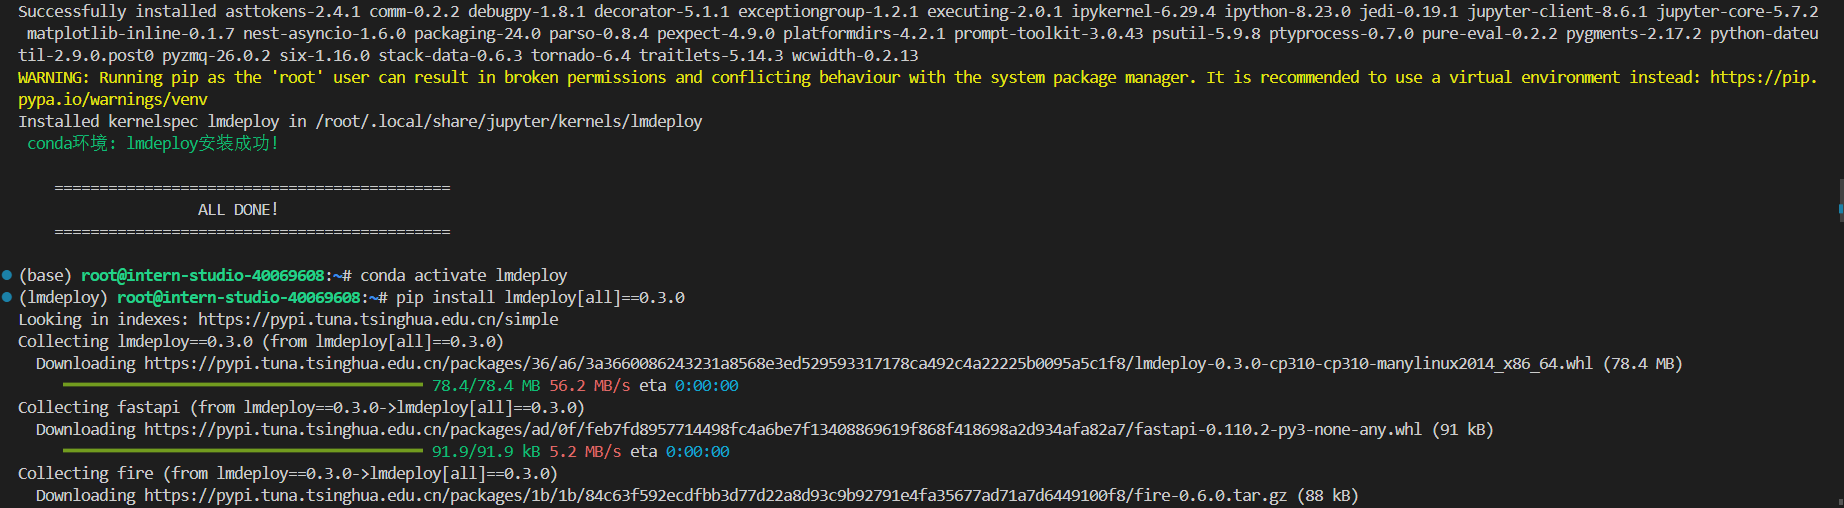 Successfully installed asttokens-2.4.1 comm-0.2.2 debugpy-1.8.1 decorator-5.1.1 exceptiongroup-1.2.1 executing-2.0.1 ipykernel-6.29.4 ipython-8.23.0 jedi-0.19.1 jupyter-client-8.6.1 jupyter-core-5.7.2
matplotlib-inline-0.1.7 nest-asyncio-1.6.0 packaging-24.0 parso-0.8.4 pexpect-4.9.0 platformdirs-4.2.1 prompt-toolkit-3.0.43 psutil-5.9.8 ptyprocess-0.7.0 pure-eval-0.2.2 pygments-2.17.2 python-dateu
til-2.9.0.post0 pyzmq-26.0.2 six-1.16.0 stack-data-0.6.3 tornado-6.4 traitlets-5.14.3 wcwidth-0.2.13
WARNING: Running pip as the 'root' user can result in broken permissions and conflicting behaviour with the system package manager. It is recommended to use a virtual environment instead: https://pip.
pypa.io/warnings/venv
Installed kernelspec lmdeploy in /root/.local/share/jupyter/kernels/lmdeploy
conda环境: lmdeploy安装成功!
============================================
ALL DONE!
============================================
(base) root@intern-studio-40069608:~# conda activate lmdeploy
(lmdeploy) root@intern-studio-40069608:~# pip install lmdeploy[all]==0.3.0
Looking in indexes: https://pypi.tuna.tsinghua.edu.cn/simple
Collecting lmdeploy==0.3.0 (from lmdeploy[all]==0.3.0)
Downloading https://pypi.tuna.tsinghua.edu.cn/packages/36/a6/3a3660086243231a8568e3ed529593317178ca492c4a22225b0095a5c1f8/lmdeploy-0.3.0-cp310-cp310-manylinux2014_x86_64.whl (78.4 MB)
78.4/78.4 MB 56.2 MB/s eta 0:00:00
Collecting fastapi (from lmdeploy==0.3.0->lmdeploy[all]==0.3.0)
Downloading https://pypi.tuna.tsinghua.edu.cn/packages/ad/0f/feb7fd8957714498fc4a6be7f13408869619f868f418698a2d934afa82a7/fastapi-0.110.2-py3-none-any.whl (91 kB)
91.9/91.9 kB 5.2 MB/s eta 0:00:00
Collecting fire (from lmdeploy==0.3.0->lmdeploy[all]==0.3.0)
Downloading https://pypi.tuna.tsinghua.edu.cn/packages/1b/1b/84c63f592ecdfbb3d77d22a8d93c9b92791e4fa35677ad71a7d6449100f8/fire-0.6.0.tar.gz (88 kB)